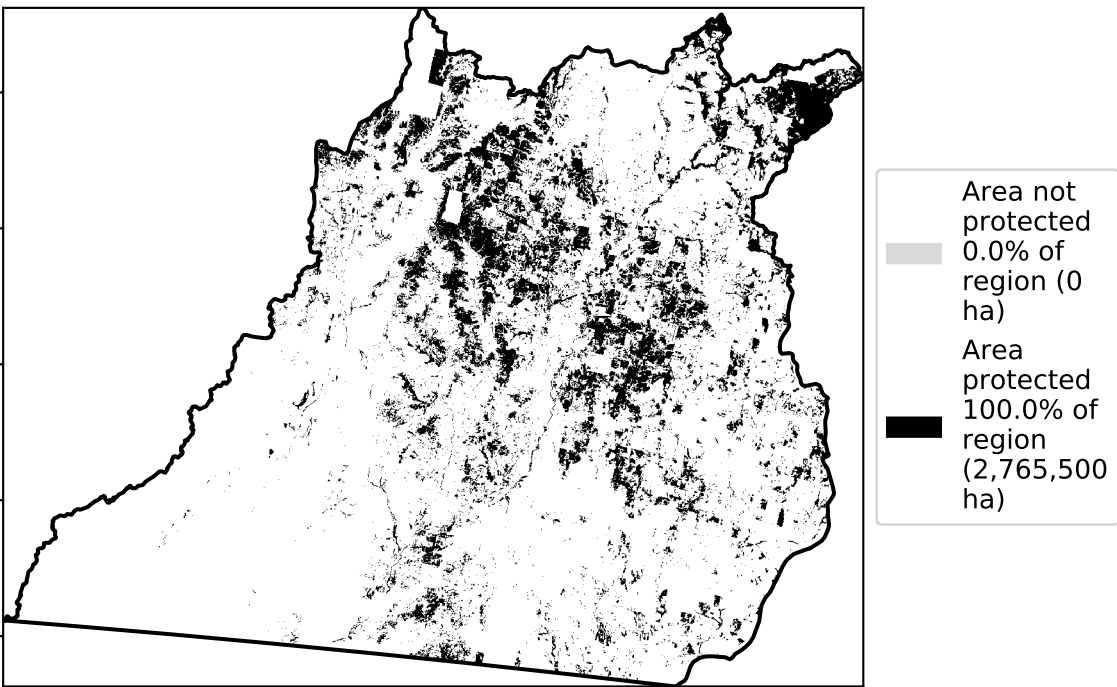 Area not
protected
0.0% of
region (0
ha)
Area
protected
100.0% of
region
(2,765,500
ha)